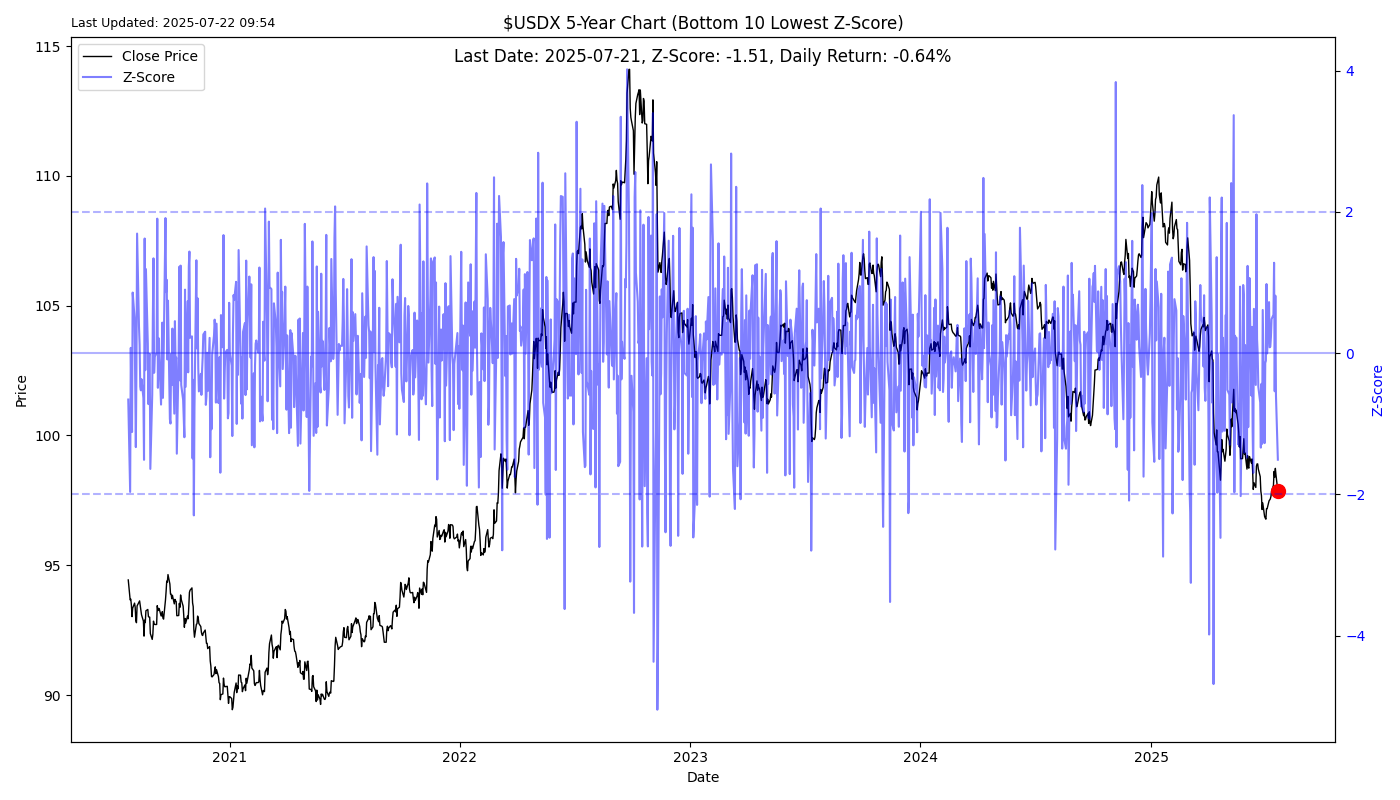 Last Updated: 2025-07-22 09:54
$USDX 5-Year Chart (Bottom 10 Lowest Z-Score)
Last Date: 2025-07-21, Z-Score: -1.51, Daily Return: -0.64%
Close Price
Z-Score
115
110
105
100
95
90
Price
4
2
0
−2
−4
Z-Score
2021
2022
2023
2024
2025
Date